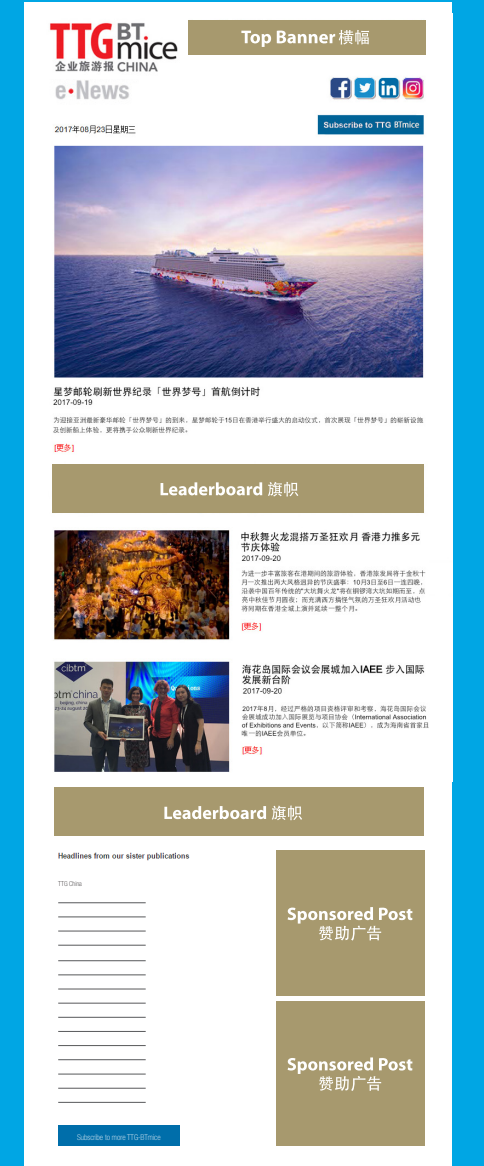 TTG BT
mice
企业旅游报 CHINA
e•News
Top Banner 横幅
2017年08月23日星期三
Subscribe to TTG BTmice
星梦邮轮刷新世界纪录「世界梦号」首航倒计时
2017-09-19
为迎接亚洲最新豪华邮轮「世界梦号」的到来，星梦邮轮于15日在香港举行盛大的启动仪式，首次展现「世界梦号」的崭新设施
及创新船上体验，更将携手公众刷新世界纪录。
[更多]
Leaderboard 旗帜
中秋舞火龙混搭万圣狂欢月 香港力推多元
节庆体验
2017-09-20
为进一步丰富旅客在港期间的旅游体验，香港旅发局将于金秋十
月一次推出两大风格迥异的节庆盛事：10月3日至6日一连四晚，
沿袭中国百年传统的"大坑舞火龙"将在铜锣湾大坑如期而至，点
亮中秋佳节月圆夜；而充满西方搞怪气氛的万圣狂欢月活动也
将同期在香港全城上演并延续一整个月。
[更多]
cibtm
btm china
beijing, china
海花岛国际会议会展城加入IAEE 步入国际
发展新台阶
2017-09-20
2017年8月，经过严格的项目资格评审和考察，海花岛国际会议
会展城成功加入国际展览与项目协会（International Association
of Exhibitions and Events，以下简称IAEE），成为海南省首家且
唯一的IAEE会员单位。
[更多]
Leaderboard 旗帜
Headlines from our sister publications
TTG China
Sponsored Post
赞助广告
Sponsored Post
赞助广告
Subscribe to more TTG-BTmice